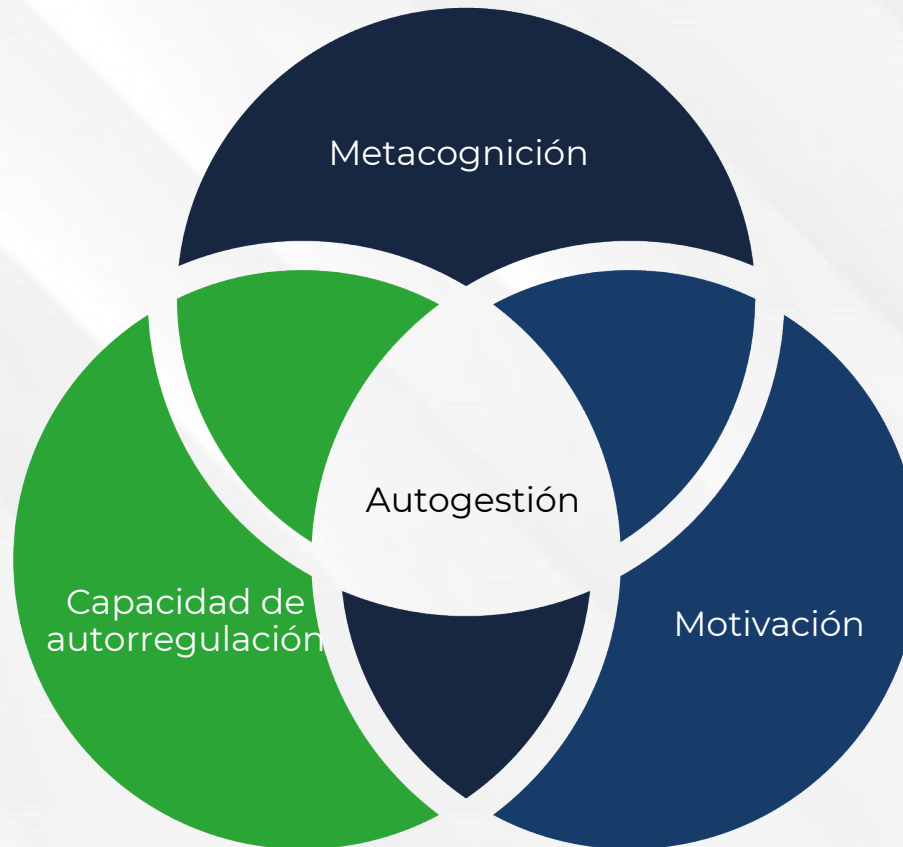 Metacognición
Autogestión
Capacidad de
autorregulación
Motivación